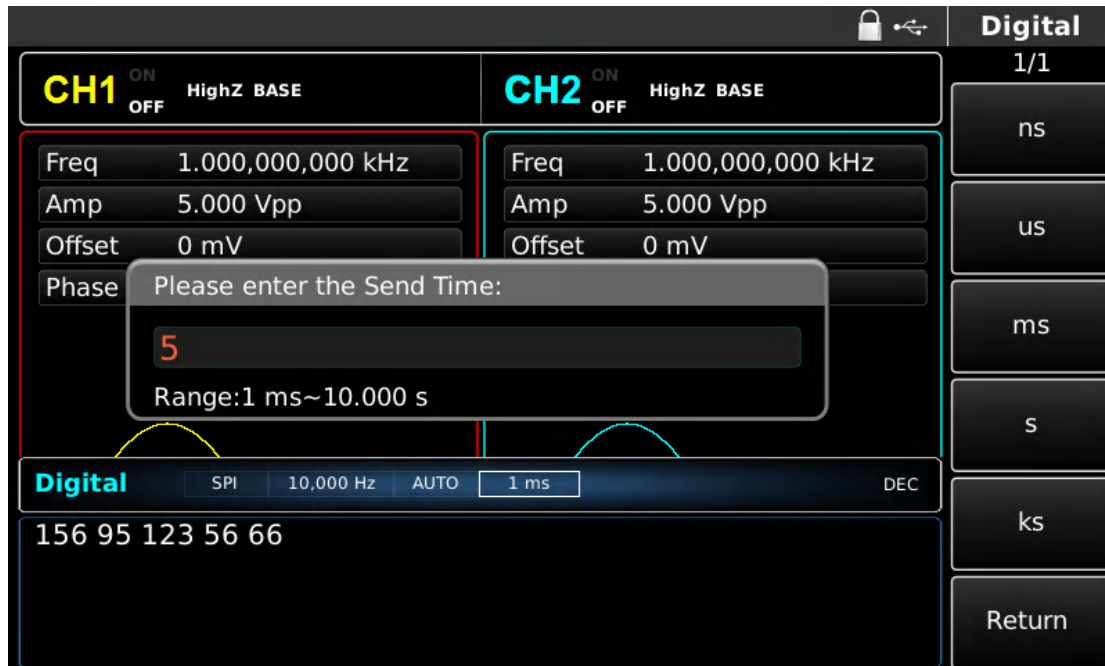 Digital
1/1
CH1 ON OFF HighZ BASE
CH2 ON OFF HighZ BASE
Freq 1.000,000,000 kHz
Amp 5.000 Vpp
Offset 0 mV
Phase
Freq 1.000,000,000 kHz
Amp 5.000 Vpp
Offset 0 mV
Please enter the Send Time:
5
Range:1 ms~10.000 s
Digital SPI 10,000 Hz AUTO 1 ms DEC
156 95 123 56 66
ns
us
ms
s
ks
Return